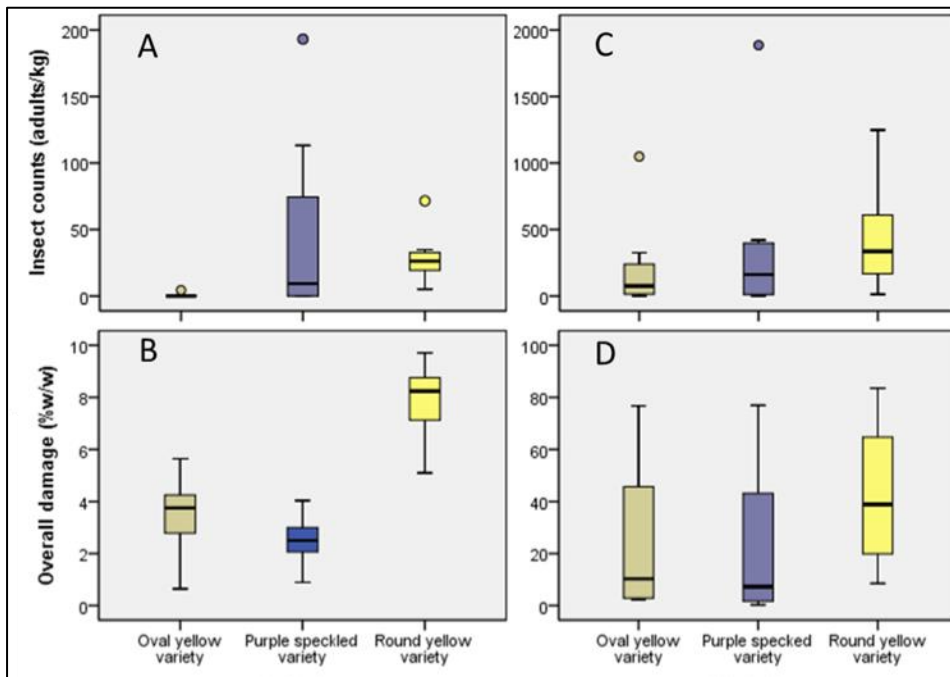 A
Insect counts (adults/kg)
200
150
100
50
0
C
2000
1000
500
0
B
Overall damage (%w/w)
10
8
6
4
2
0
D
100
80
60
40
20
0
Oval yellow
variety
Purple speckled
variety
Round yellow
variety
Oval yellow
variety
Purple speckled
variety
Round yellow
variety